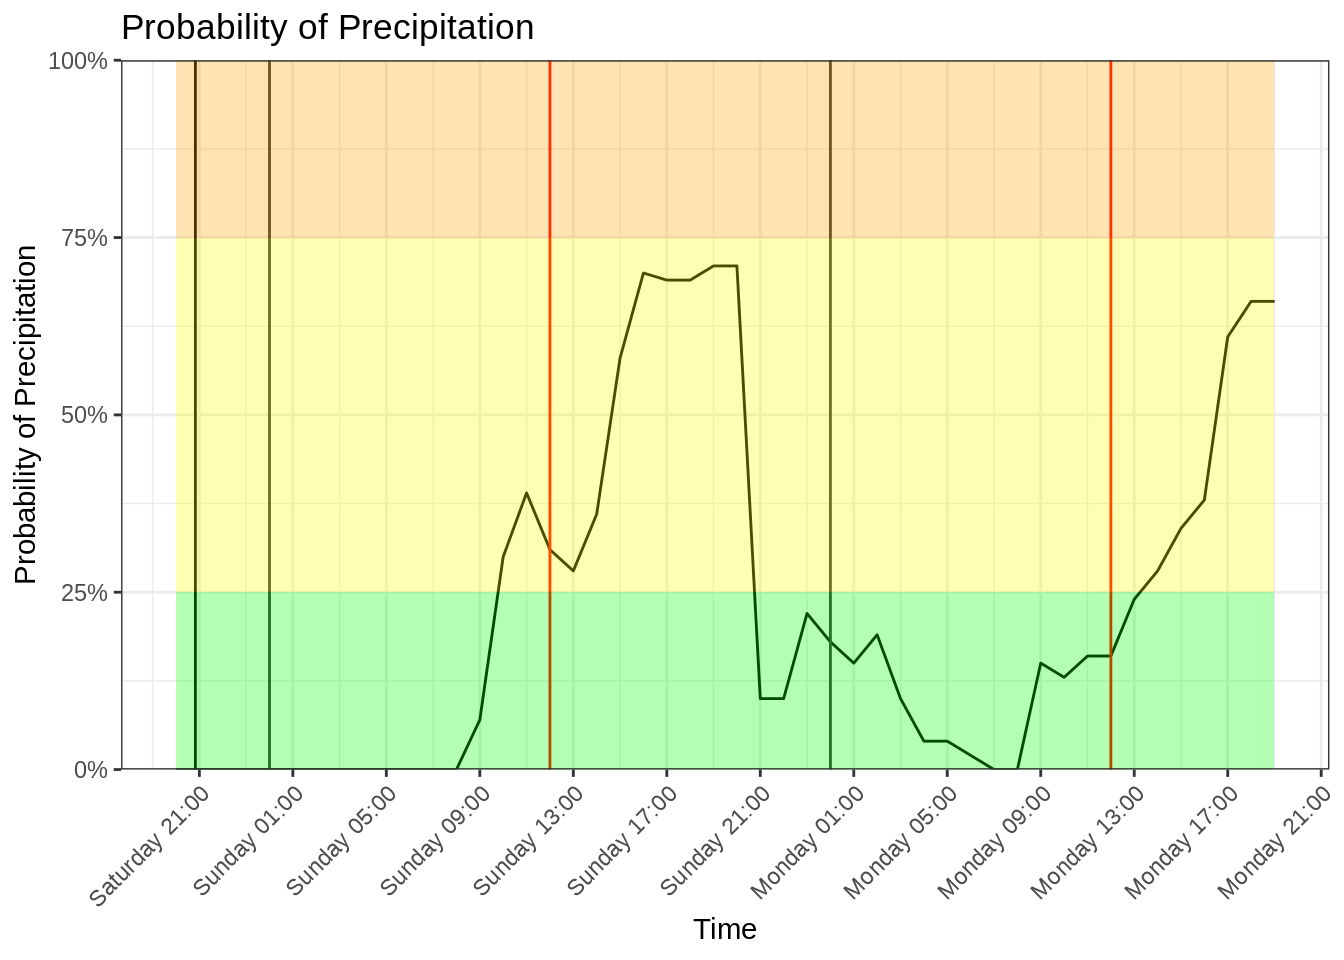 Probability of Precipitation
100%
75%
50%
25%
0%
Probability of Precipitation
Saturday 21:00
Sunday 01:00
Sunday 05:00
Sunday 09:00
Sunday 13:00
Sunday 17:00
Sunday 21:00
Monday 01:00
Monday 05:00
Monday 09:00
Monday 13:00
Monday 17:00
Monday 21:00
Time